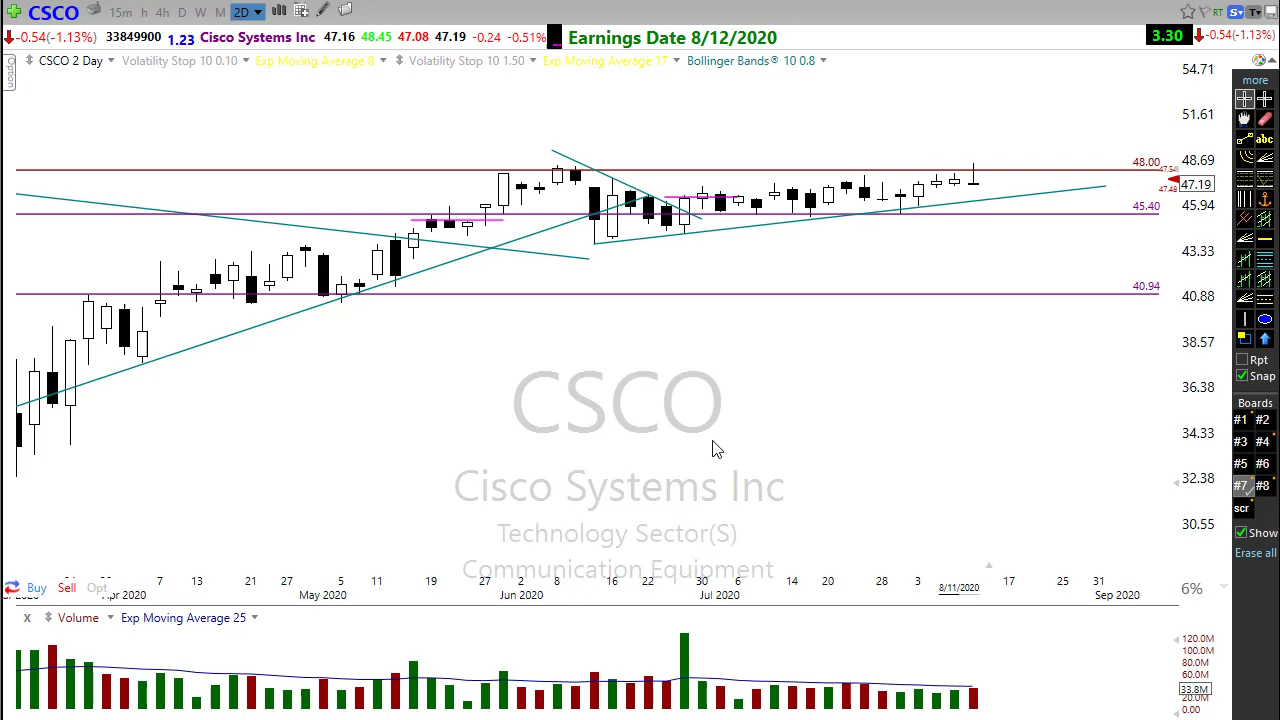 CSCO 15m h 4h D W M 2D RT S T
-0.54(-1.13%) 33849900 1.23 Cisco Systems Inc 47.16 48.45 47.08 47.19 -0.24 -0.51% Earnings Date 8/12/2020 3.30 -0.54(-1.13%)
Option
CSCO 2 Day Volatility Stop 10 0.10 Exp Moving Average 8 Volatility Stop 10 1.50 Exp Moving Average 17 Bollinger Bands® 10 0.8
54.71
51.61
48.00 48.69
47.19
45.40 45.94
43.33
40.94 40.88
38.57
36.38
34.33
32.38
30.55
CSCO
Cisco Systems Inc
Technology Sector(S)
Communication Equipment
more
abc
Rpt
Snap
Boards
#1 #2
#3 #4
#5 #6
#7 #8
scr
Show
Erase all
Buy Sell Opt
7 13 21 27 5 11 19 27 2 8 16 22 30 6 14 20 28 3 8/11/2020 17 25 31
Apr 2020 May 2020 Jun 2020 Jul 2020 Sep 2020
6%
x Volume Exp Moving Average 25
120.0M
100.0M
80.0M
60.0M
33.8M
20.0M
0.00